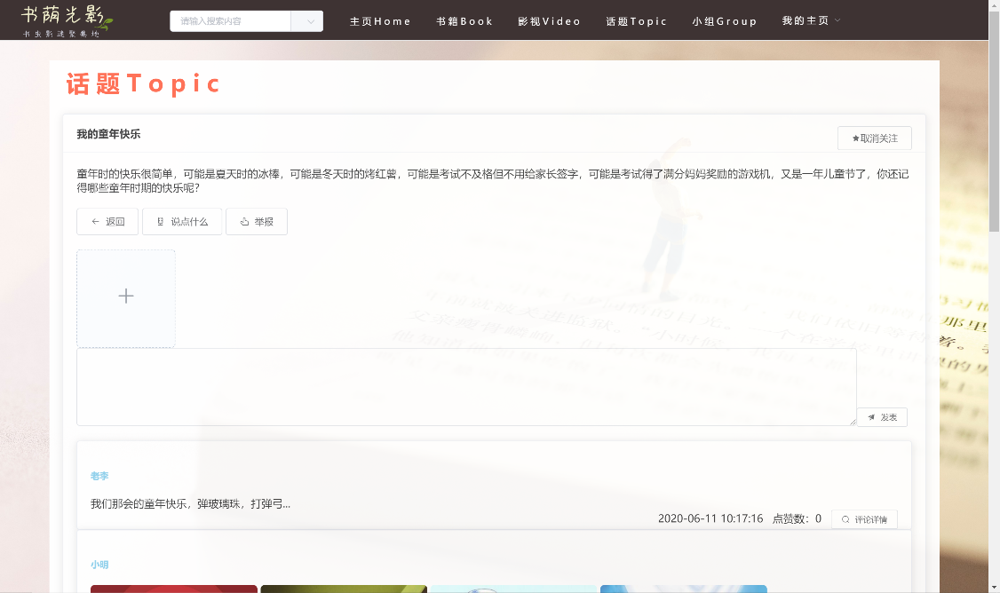 书荫光影
书虫影迷聚集地
请输入搜索内容
主页Home 书籍Book 影视Video 话题Topic 小组Group 我的主页
话题Topic
我的童年快乐
取消关注
童年时的快乐很简单，可能是夏天时的冰棒，可能是冬天时的烤红薯，可能是考试不及格但不用给家长签字，可能是考试得了满分妈妈奖励的游戏机，又是一年儿童节了，你还记
得哪些童年时期的快乐呢？
返回 说点什么 举报
发表
老李
我们那会的童年快乐，弹玻璃珠，打弹弓...
2020-06-11 10:17:16 点赞数：0 评论详情
小明